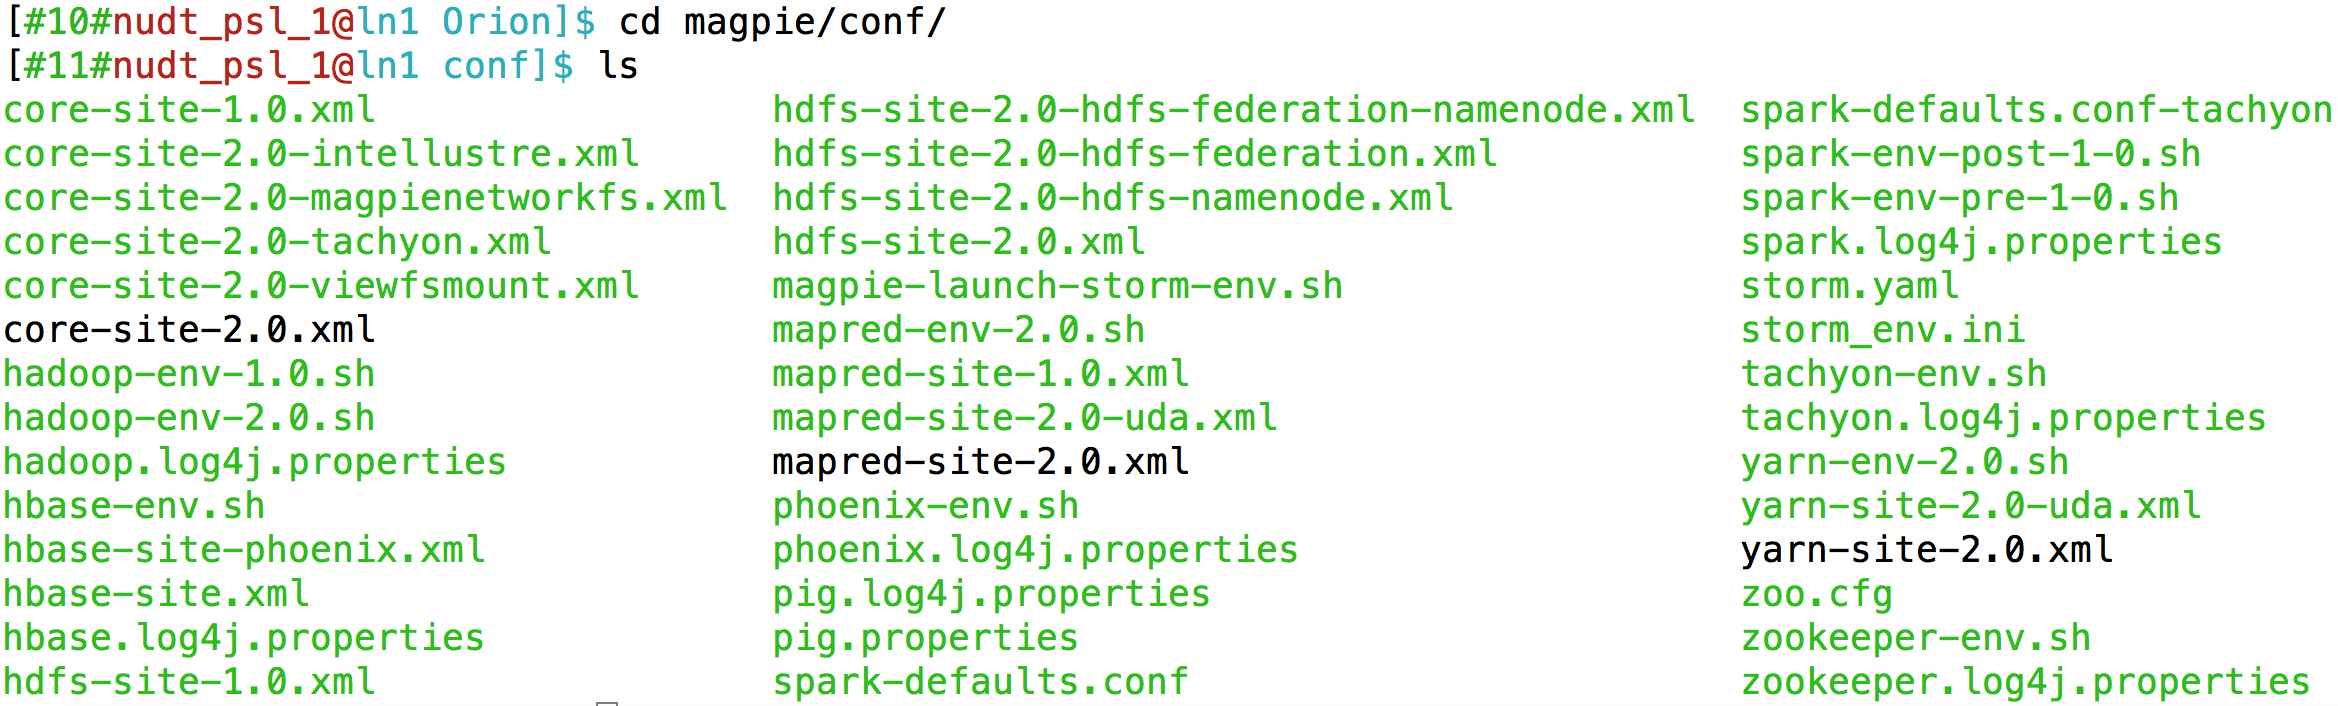 [#10#nudt_psl_1@ln1 Orion]$ cd magpie/conf/
[#11#nudt_psl_1@ln1 conf]$ ls
core-site-1.0.xml hdfs-site-2.0-hdfs-federation-namenode.xml spark-defaults.conf-tachyon
core-site-2.0-intellustre.xml hdfs-site-2.0-hdfs-federation.xml spark-env-post-1-0.sh
core-site-2.0-magpienetworkfs.xml hdfs-site-2.0-hdfs-namenode.xml spark-env-pre-1-0.sh
core-site-2.0-tachyon.xml hdfs-site-2.0.xml spark.log4j.properties
core-site-2.0-viewfsmount.xml magpie-launch-storm-env.sh storm.yaml
core-site-2.0.xml mapred-env-2.0.sh storm_env.ini
hadoop-env-1.0.sh mapred-site-1.0.xml tachyon-env.sh
hadoop-env-2.0.sh mapred-site-2.0-uda.xml tachyon.log4j.properties
hadoop.log4j.properties mapred-site-2.0.xml yarn-env-2.0.sh
hbase-env.sh phoenix-env.sh yarn-site-2.0-uda.xml
hbase-site-phoenix.xml phoenix.log4j.properties yarn-site-2.0.xml
hbase-site.xml pig.log4j.properties zoo.cfg
hbase.log4j.properties pig.properties zookeeper-env.sh
hdfs-site-1.0.xml spark-defaults.conf zookeeper.log4j.properties